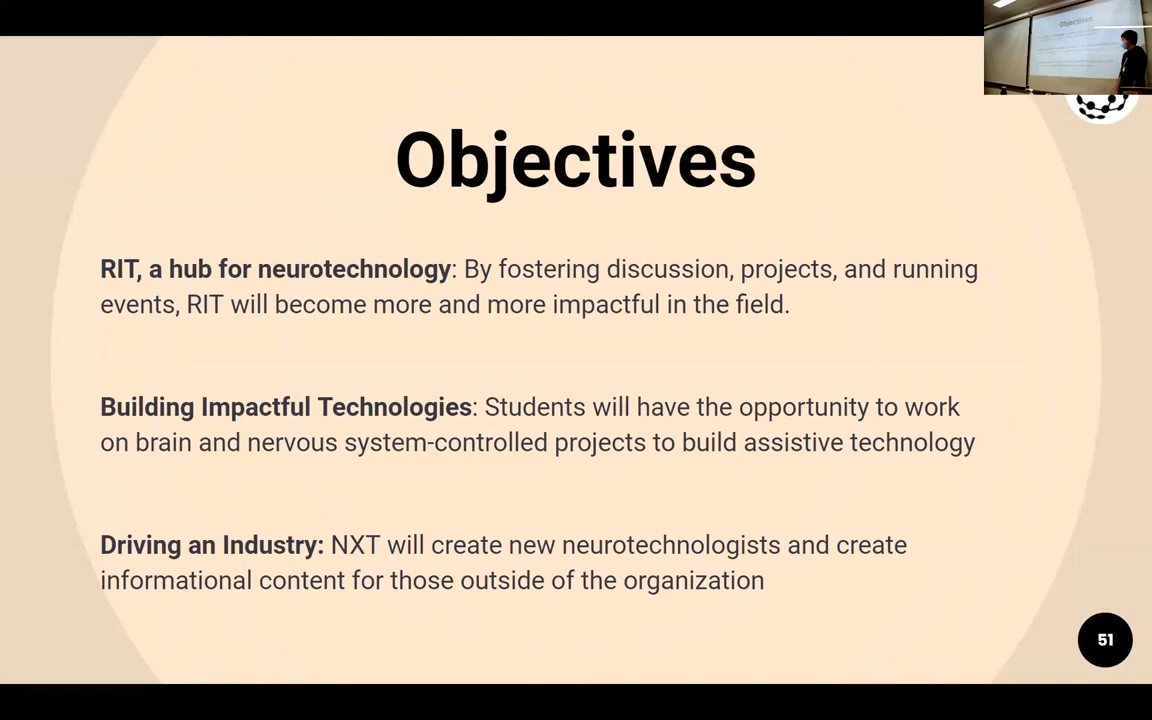 Objectives
Objectives
RIT, a hub for neurotechnology: By fostering discussion, projects, and running
events, RIT will become more and more impactful in the field.
Building Impactful Technologies: Students will have the opportunity to work
on brain and nervous system-controlled projects to build assistive technology
Driving an Industry: NXT will create new neurotechnologists and create
informational content for those outside of the organization
51